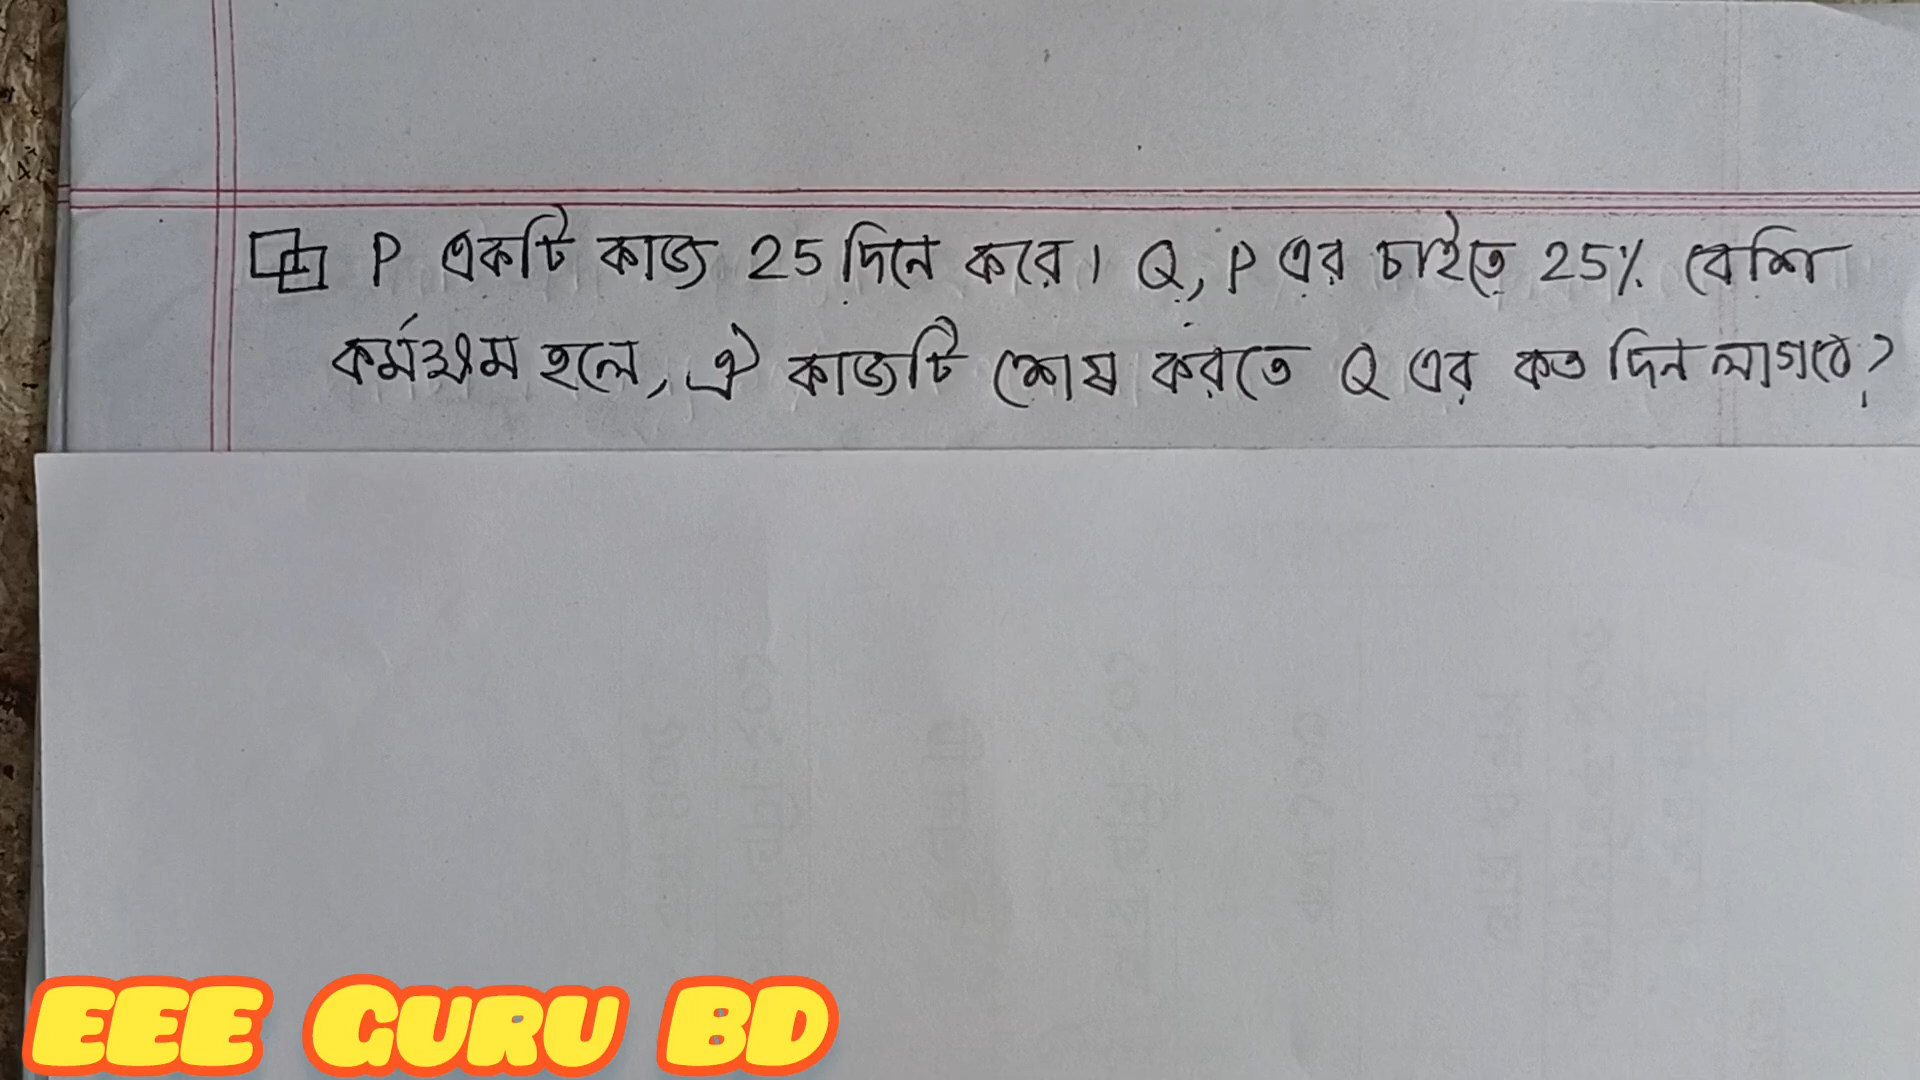 P একটি কাজ 25 দিনে করে। Q, P এর চাইতে 25% বেশি
কর্মক্ষম হলে, ঐ কাজটি শেষ করতে Q এর কত দিন লাগবে?
EEE GURU BD